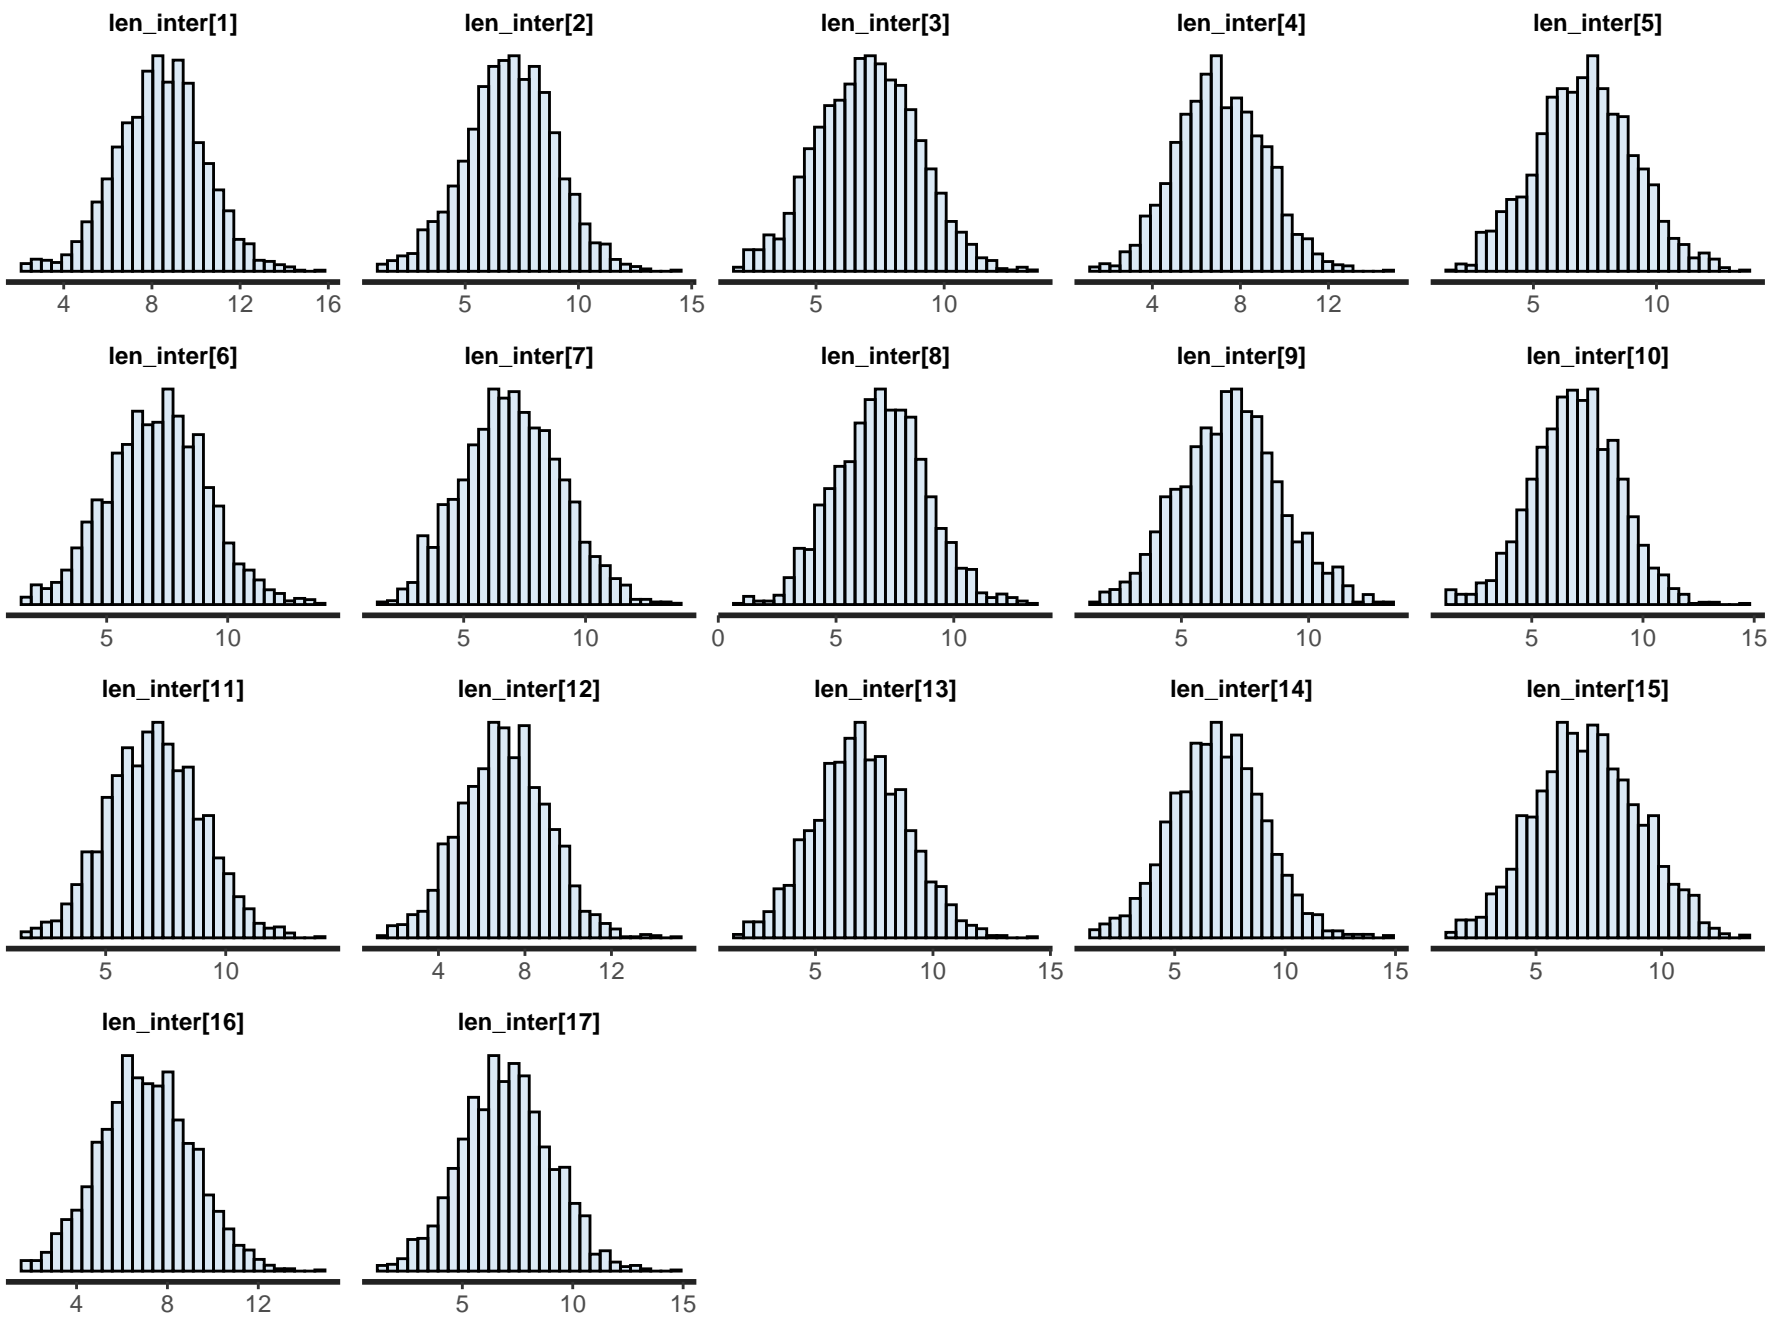 len_inter[1] len_inter[2] len_inter[3] len_inter[4] len_inter[5]
4 8 12 16 5 10 15 5 10 4 8 12 5 10
len_inter[6] len_inter[7] len_inter[8] len_inter[9] len_inter[10]
5 10 5 10 0 5 10 5 10 5 10 15
len_inter[11] len_inter[12] len_inter[13] len_inter[14] len_inter[15]
5 10 4 8 12 5 10 15 5 10 15 5 10
len_inter[16] len_inter[17]
4 8 12 5 10 15